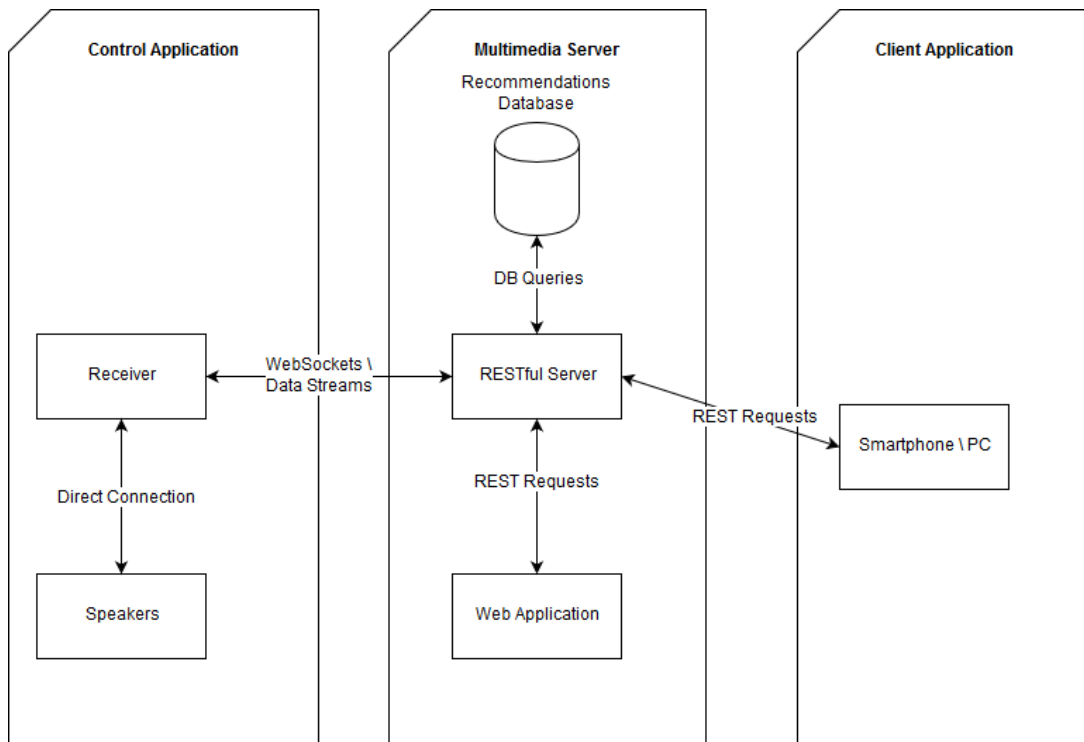 Control Application
Multimedia Server
Client Application
Recommendations
Database
DB Queries
Receiver
WebSockets \
Data Streams
RESTful Server
REST Requests
Smartphone \ PC
Direct Connection
REST Requests
Speakers
Web Application